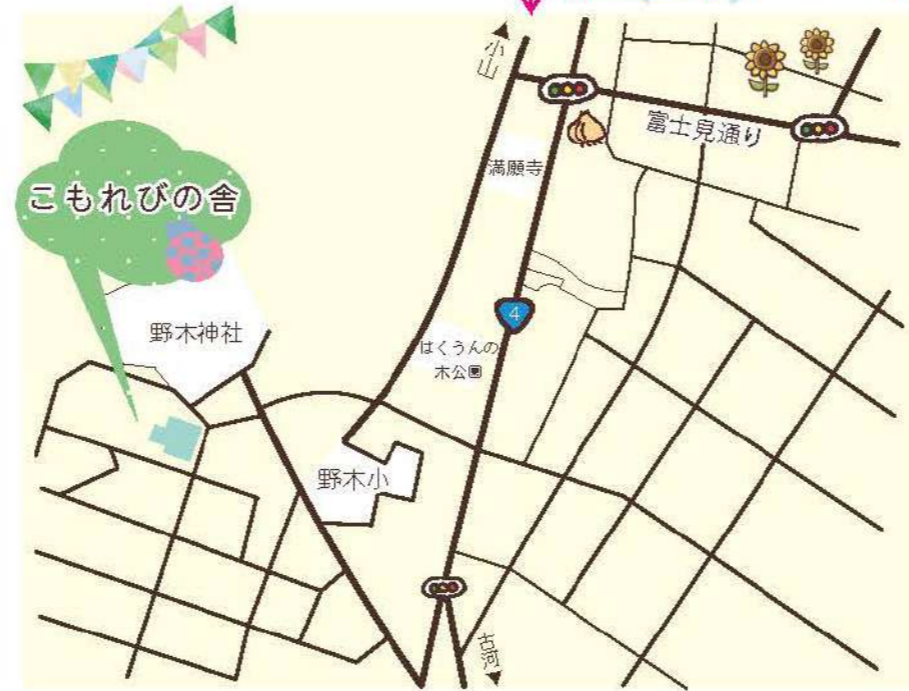 小山
富士見通り
満願寺
こもれびの舎
野木神社
4
はくうんの
木公園
野木小
古河